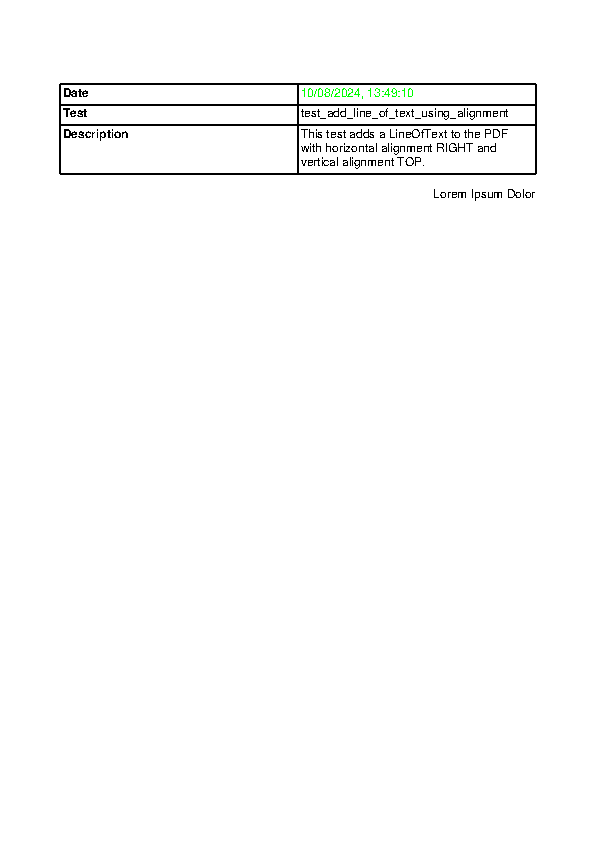 Date 10/08/2024, 13:49:10
Test test_add_line_of_text_using_alignment
Description This test adds a LineOfText to the PDF
with horizontal alignment RIGHT and
vertical alignment TOP.
Lorem Ipsum Dolor